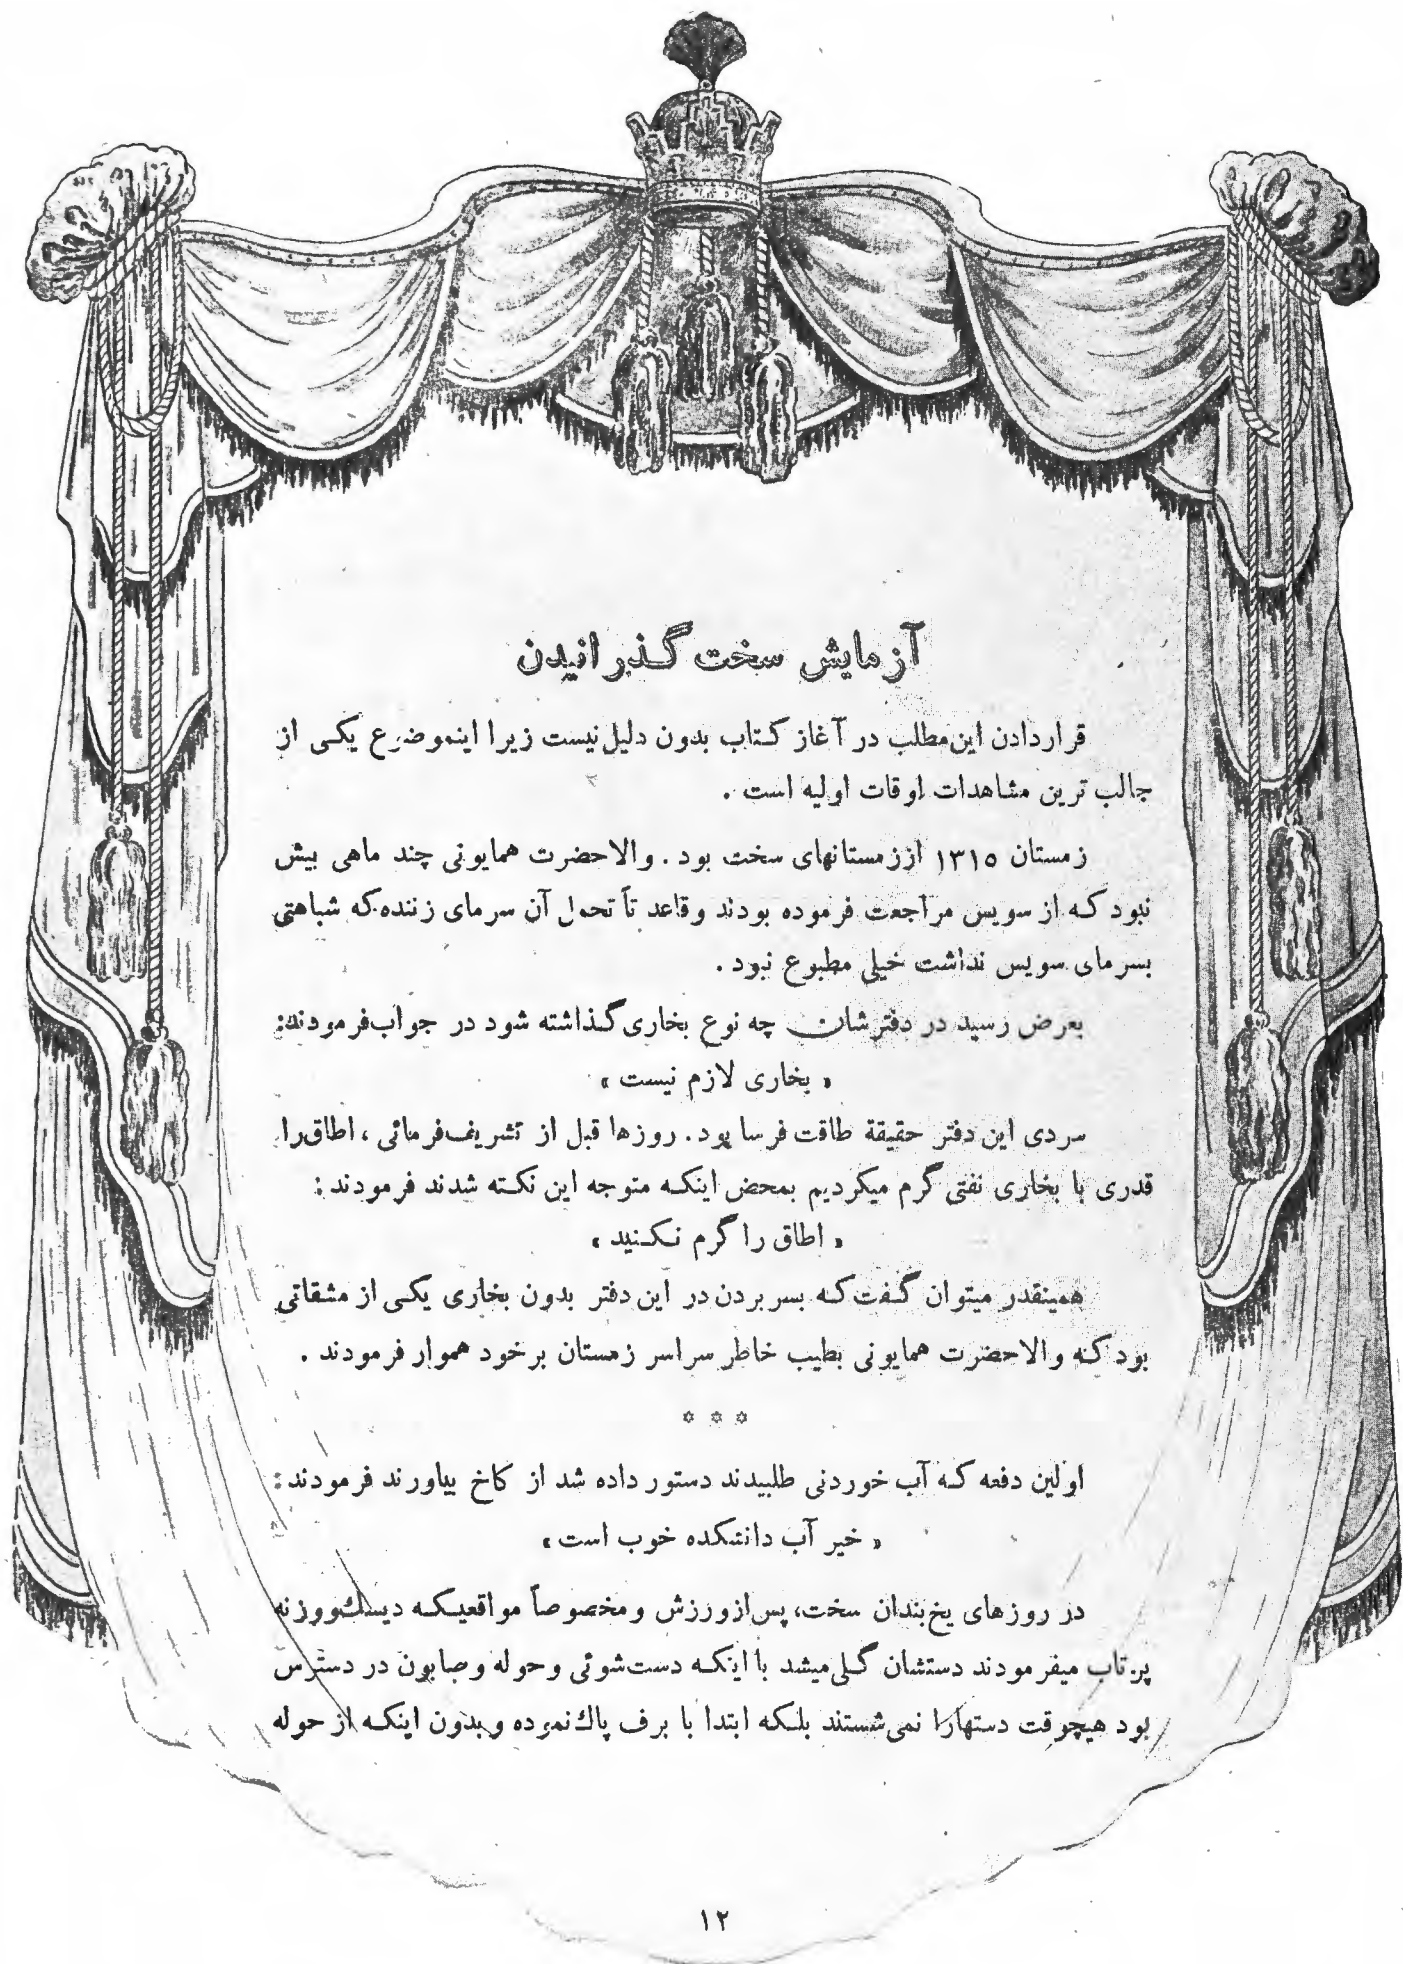 آزمایش سخت گذرانیدن
قراردادن این مطلب در آغاز کتاب بدون دلیل نیست زیرا اینموضوع یکی از
جالب ترین مشاهدات اوقات اولیه است .
زمستان ۱۳۱۵ اززمستانهای سخت بود . والاحضرت همایونی چند ماهی بیش
نبود که از سویس مراجعت فرموده بودند وقاعدتاً تحمل آن سرمای زننده که شباهتی
بسرمای سویس نداشت خیلی مطبوع نبود .
بعرض رسید در دفترشان چه نوع بخاری گذاشته شود در جواب فرمودند:
« بخاری لازم نیست »
سردی این دفتر حقیقة طاقت فرسا بود. روزها قبل از تشریف فرمائی ، اطاق را
قدری با بخاری نفتی گرم میکردیم بمحض اینکه متوجه این نکته شدند فرمودند :
« اطاق را گرم نکنید »
همینقدر میتوان گفت که بسربردن در این دفتر بدون بخاری یکی از مشقاتی
بود که والاحضرت همایونی بطیب خاطر سراسر زمستان برخود هموار فرمودند .
* * *
اولین دفعه که آب خوردنی طلبیدند دستور داده شد از کاخ بیاورند فرمودند :
« خیر آب دانشکده خوب است »
در روزهای یخ بندان سخت، پس ازورزش ومخصوصاً مواقعیکه دیسك ووزنه
پرتاب میفرمودند دستشان گلی میشد با اینکه دست شوئی وحوله وصابون در دسترس
بود هیچوقت دستهارا نمی شستند بلکه ابتدا با برف پاك نموده وبدون اینکه از حوله
۱۲